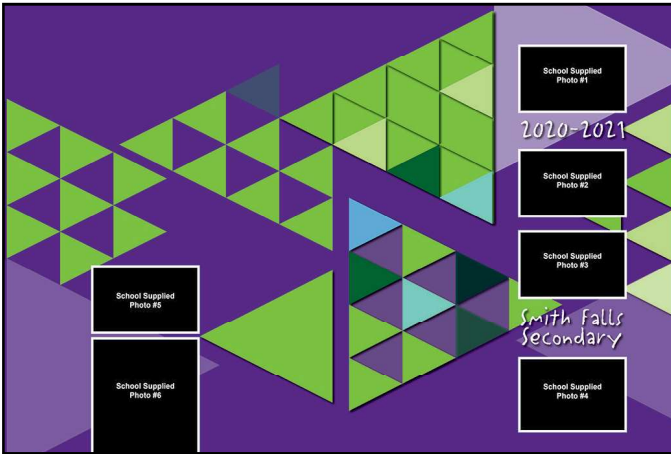 School Supplied
Photo #1
2020-2021
School Supplied
Photo #2
School Supplied
Photo #3
Smith Falls
Secondary
School Supplied
Photo #4
School Supplied
Photo #5
School Supplied
Photo #6